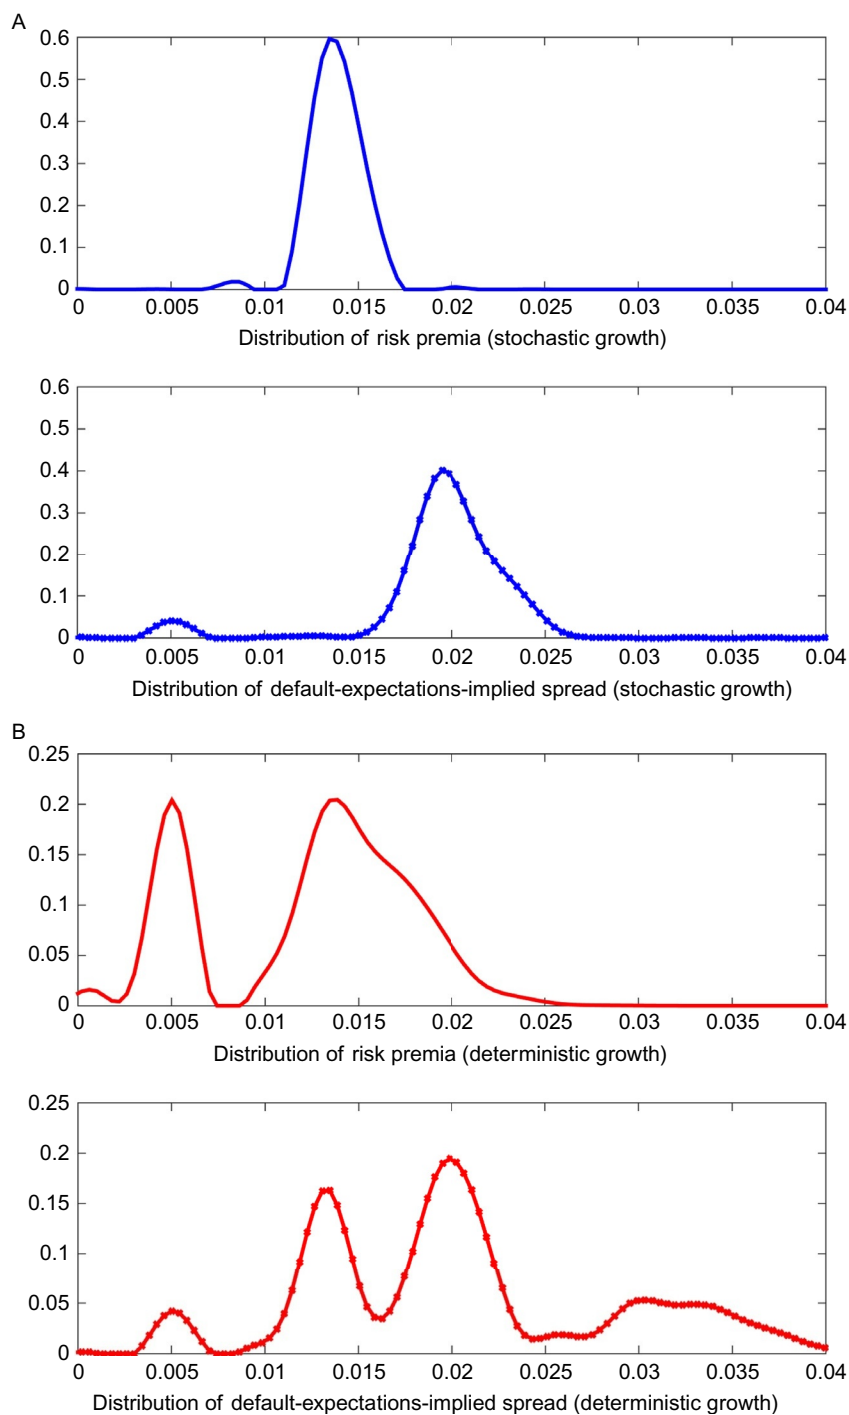 A
0.6
0.5
0.4
0.3
0.2
0.1
0
0 0.005 0.01 0.015 0.02 0.025 0.03 0.035 0.04
Distribution of risk premia (stochastic growth)
0.6
0.5
0.4
0.3
0.2
0.1
0
0 0.005 0.01 0.015 0.02 0.025 0.03 0.035 0.04
Distribution of default-expectations-implied spread (stochastic growth)
B
0.25
0.2
0.15
0.1
0.05
0
0 0.005 0.01 0.015 0.02 0.025 0.03 0.035 0.04
Distribution of risk premia (deterministic growth)
0.25
0.2
0.15
0.1
0.05
0
0 0.005 0.01 0.015 0.02 0.025 0.03 0.035 0.04
Distribution of default-expectations-implied spread (deterministic growth)